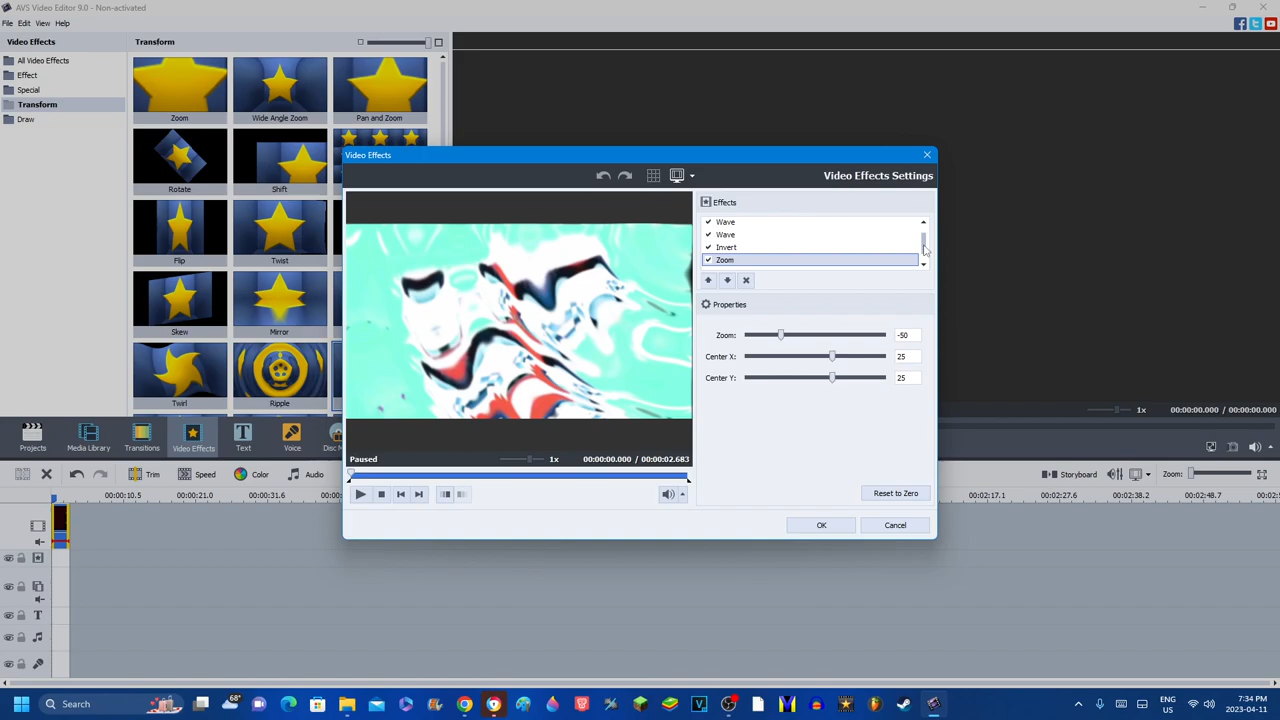 AVS Video Editor 9.0 - Non-activated
File Edit View Help
Video Effects
All Video Effects
Effect
Special
Transform
Draw
Transform
Zoom Wide Angle Zoom Pan and Zoom
Rotate Shift
Flip Twist
Skew Mirror
Twirl Ripple
Video Effects
Video Effects Settings
Effects
Wave
Wave
Invert
Zoom
Properties
Zoom: -50
Center X: 25
Center Y: 25
Reset to Zero
OK Cancel
Paused 1x 00:00:00.000 / 00:00:02.683
1x 00:00:00.000 / 00:00:00.000
Projects Media Library Transitions Video Effects Text Voice Disc M
Trim Speed Color Audio Storyboard Zoom:
00:00:10.5 00:00:21.0 00:00:31.6 00:02:17.1 00:02:27.6 00:02:38.2 00:02:48.7
T
Search 68° ENG US 7:34 PM 2023-04-11